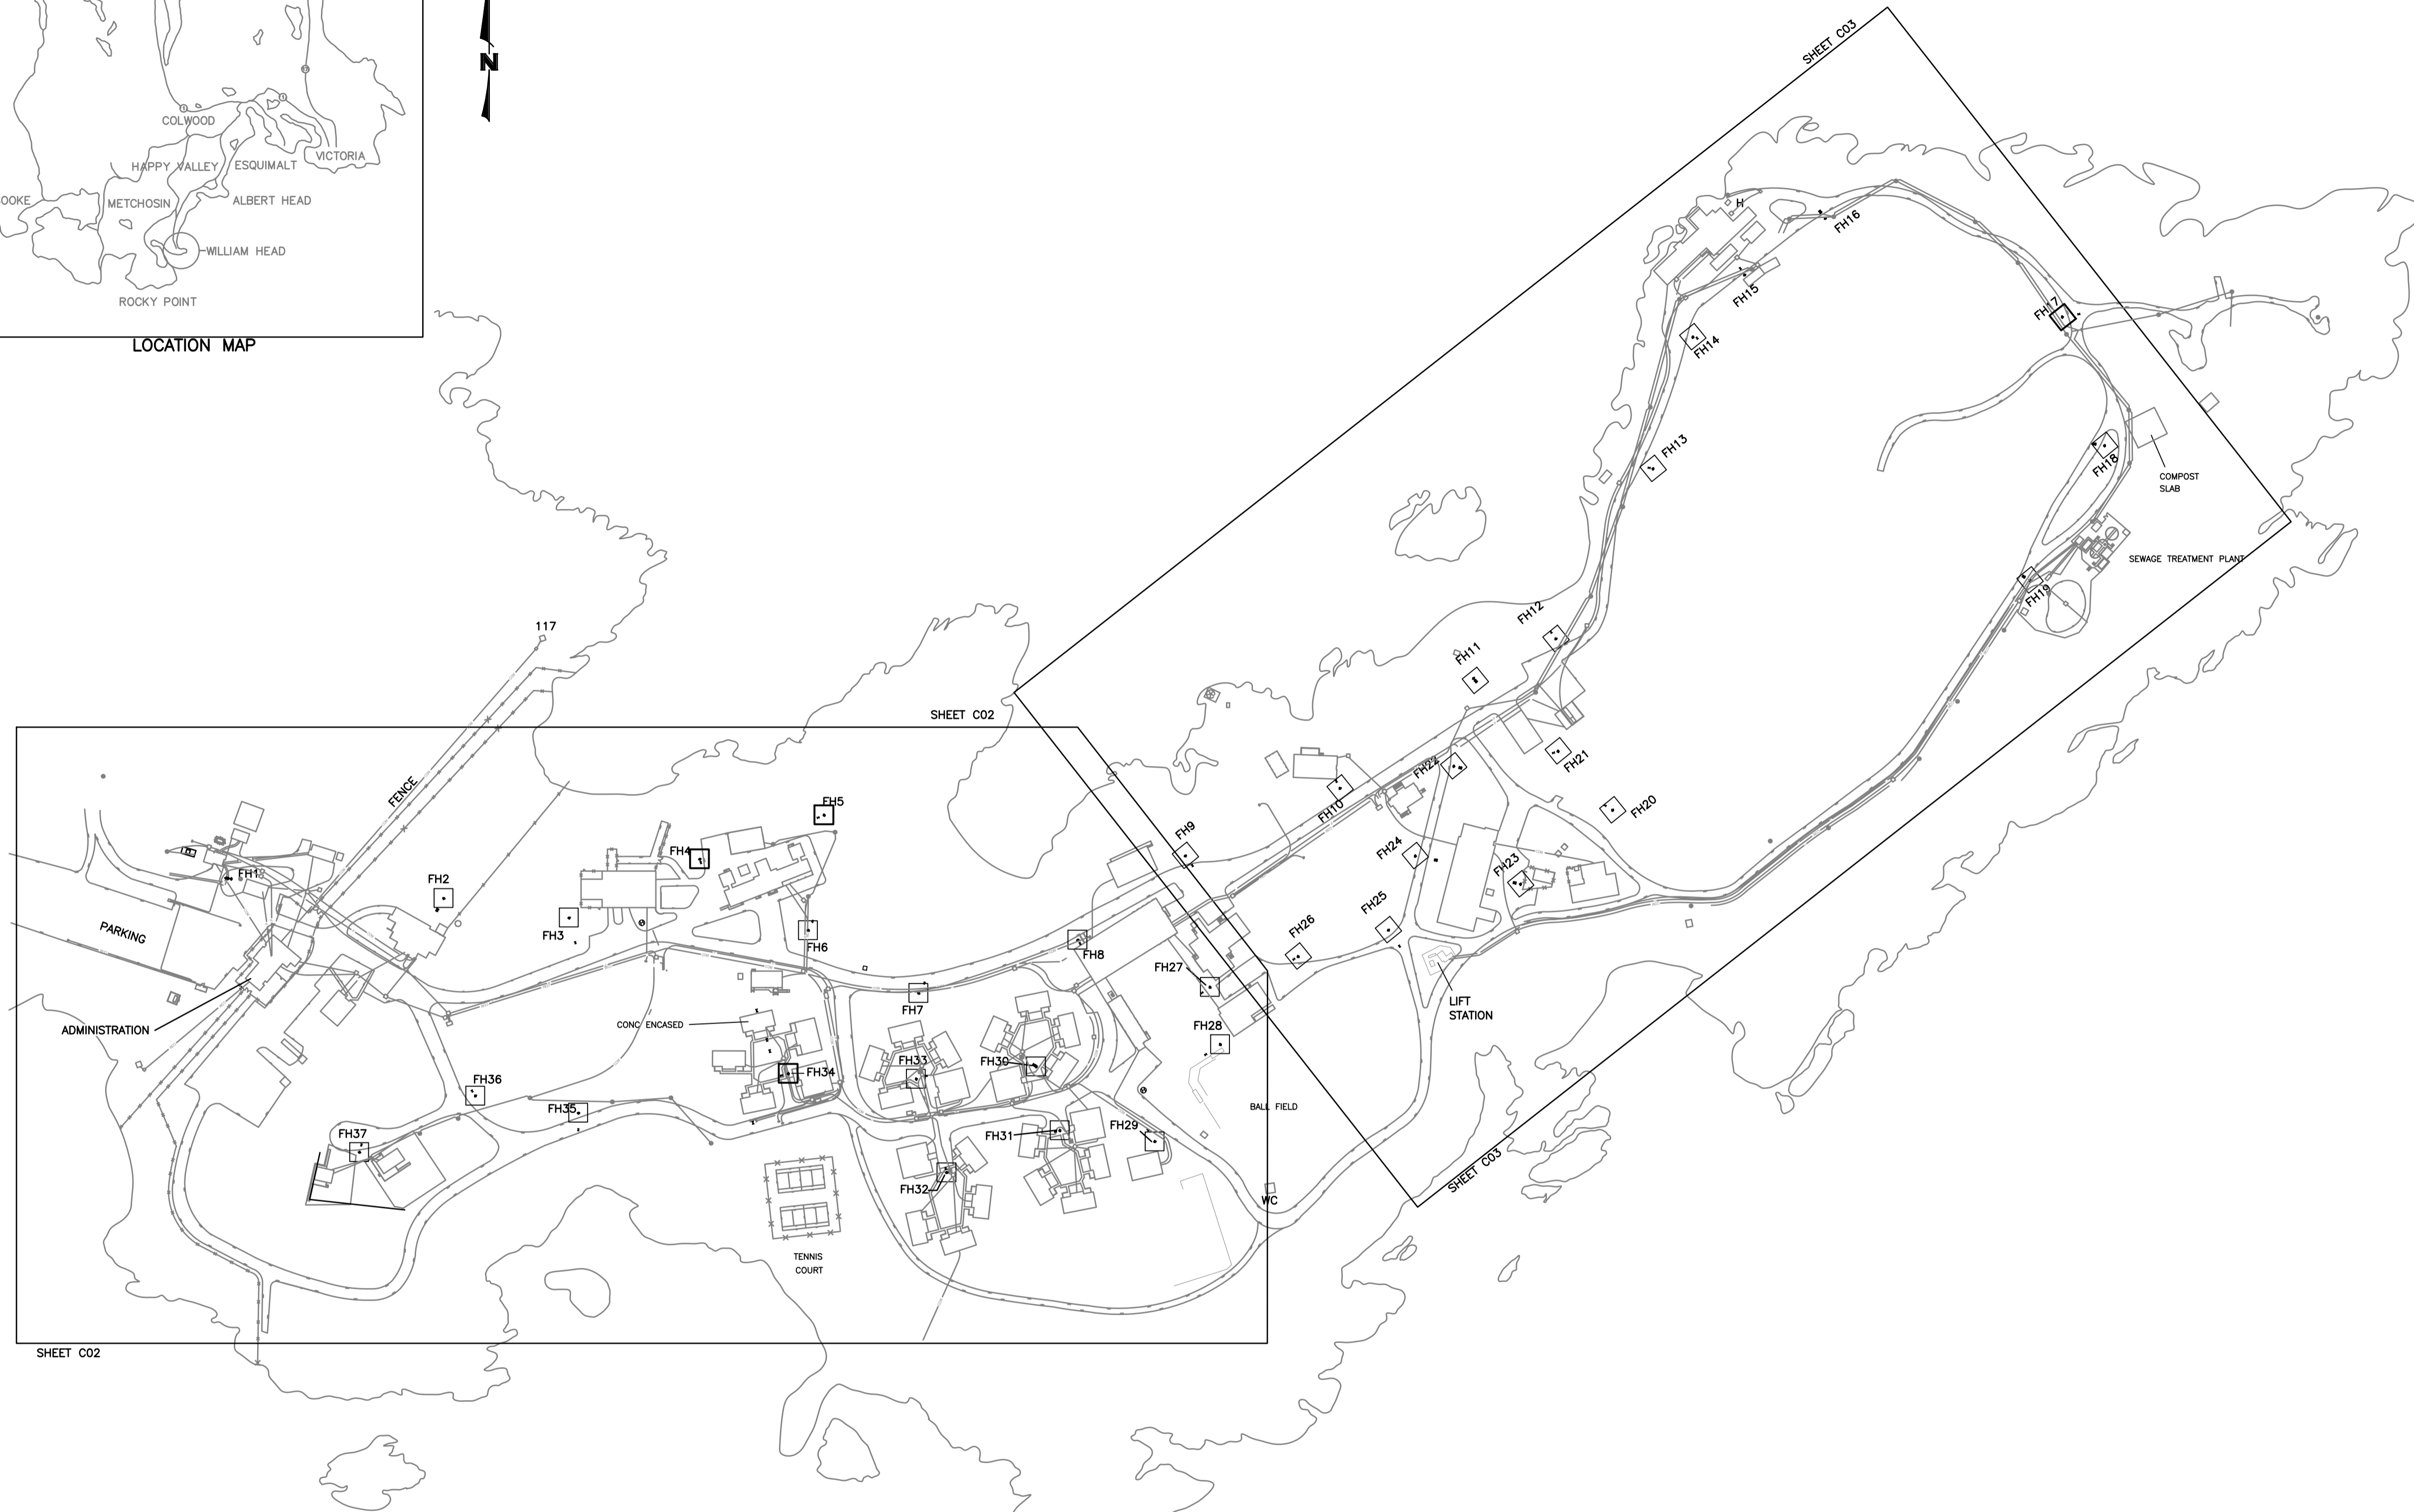 N
COLWOOD
HAPPY VALLEY
ESQUIMALT
VICTORIA
OOKE
METCHOSIN
ALBERT HEAD
WILLIAM HEAD
ROCKY POINT
LOCATION MAP
SHEET C03
H
FH16
FH15
FH17
FH14
FH13
FH18
COMPOST
SLAB
SEWAGE TREATMENT PLANT
FH19
FH12
FH11
117
SHEET C02
FENCE
FH22
FH21
FH10
FH20
FH5
FH9
FH4
FH24
FH23
FH1
FH2
FH25
PARKING
FH3
FH6
FH26
FH8
FH27
FH7
LIFT
STATION
ADMINISTRATION
CONC ENCASED
FH28
FH33
FH30
FH34
FH36
FH35
BALL FIELD
FH37
FH31
FH29
FH32
SHEET C03
WC
TENNIS
COURT
SHEET C02